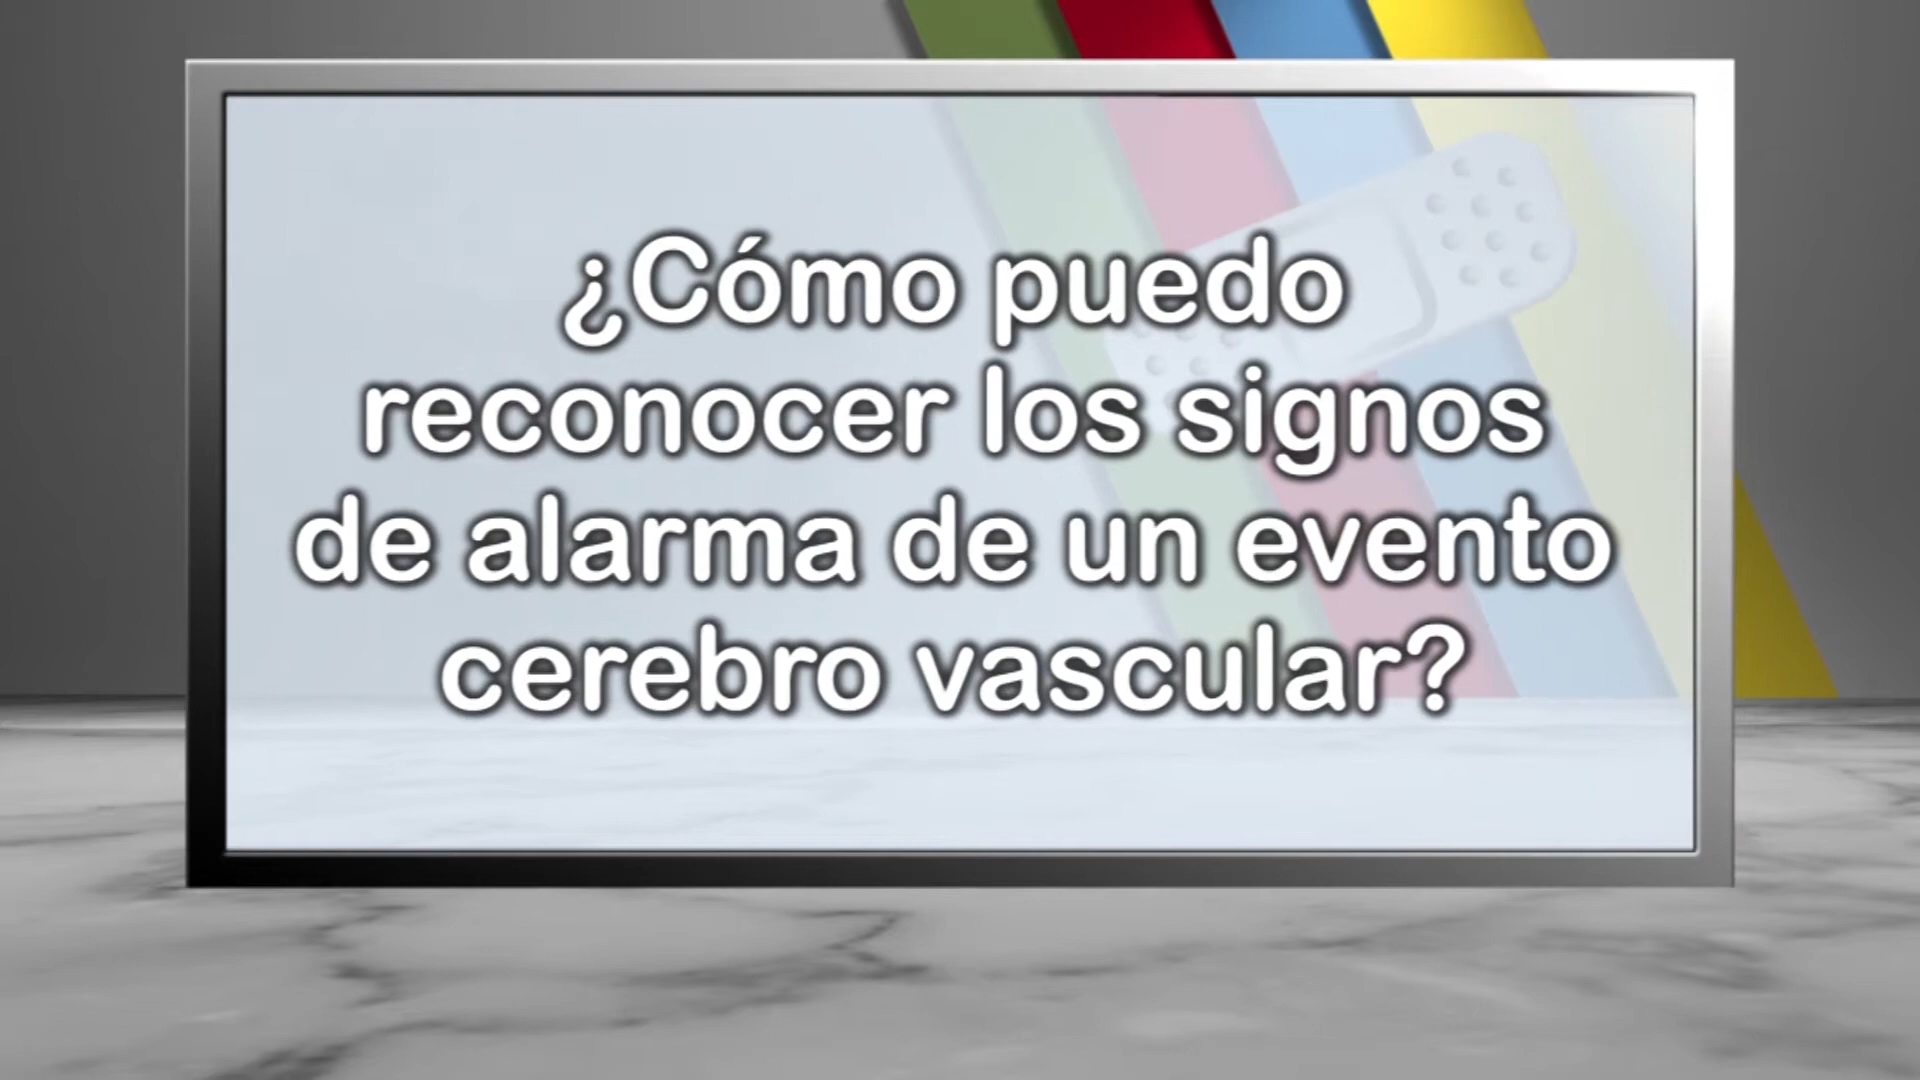 ¿Cómo puedo
reconocer los signos
de alarma de un evento
cerebro vascular?